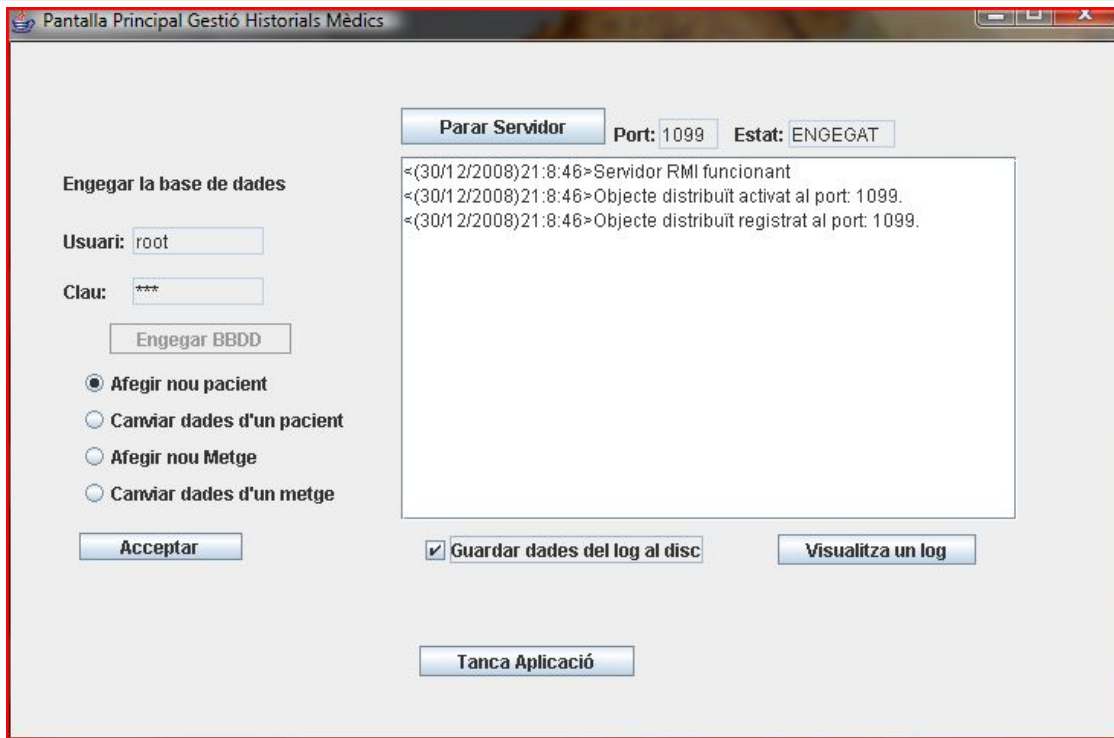 Pantalla Principal Gestió Historials Mèdics
Parar Servidor Port: 1099 Estat: ENGEGAT
Engegar la base de dades
Usuari: root
Clau: ***
Engegar BBDD
Afegir nou pacient
Canviar dades d'un pacient
Afegir nou Metge
Canviar dades d'un metge
Acceptar
<(30/12/2008)21:8:46>Servidor RMI funcionant
<(30/12/2008)21:8:46>Objecte distribuït activat al port: 1099.
<(30/12/2008)21:8:46>Objecte distribuït registrat al port: 1099.
Guardar dades del log al disc Visualitza un log
Tanca Aplicació